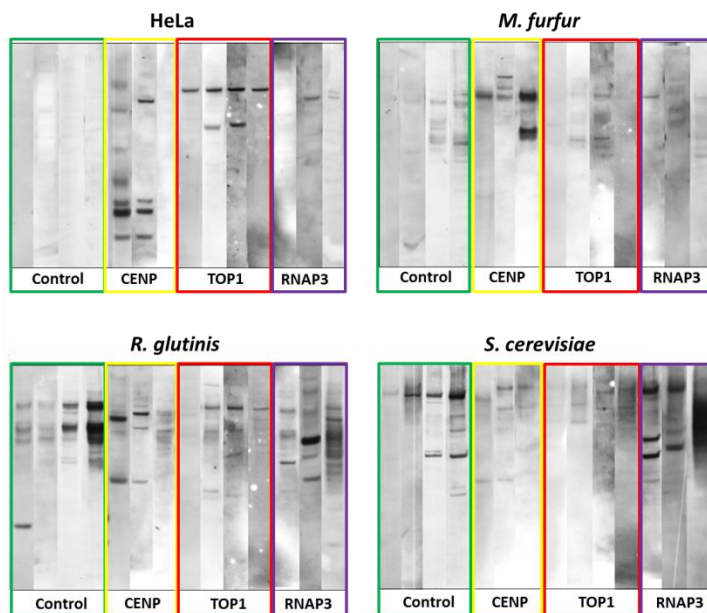 HeLa
M. furfur
Control CENP TOP1 RNAP3
Control CENP TOP1 RNAP3
R. glutinis
S. cerevisiae
Control CENP TOP1 RNAP3
Control CENP TOP1 RNAP3